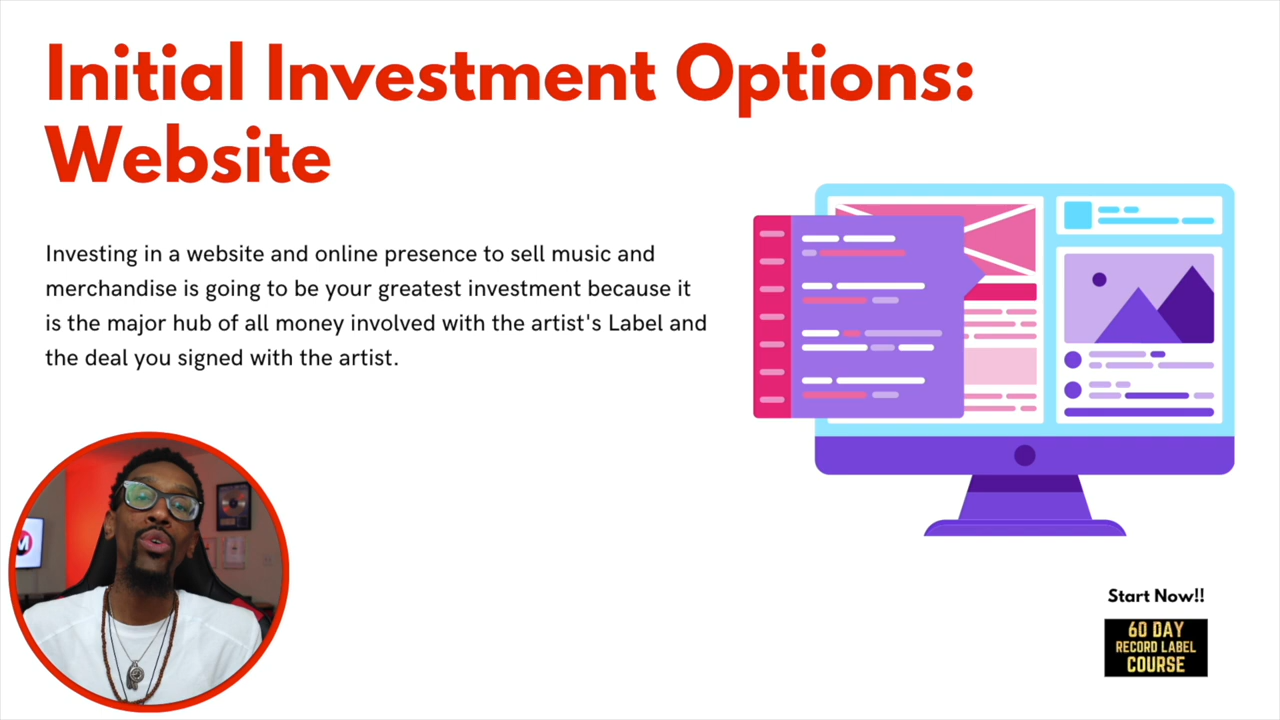 Initial Investment Options:
Website
Investing in a website and online presence to sell music and
merchandise is going to be your greatest investment because it
is the major hub of all money involved with the artist's Label and
the deal you signed with the artist.
M
Start Now!!
60 DAY
RECORD LABEL
COURSE